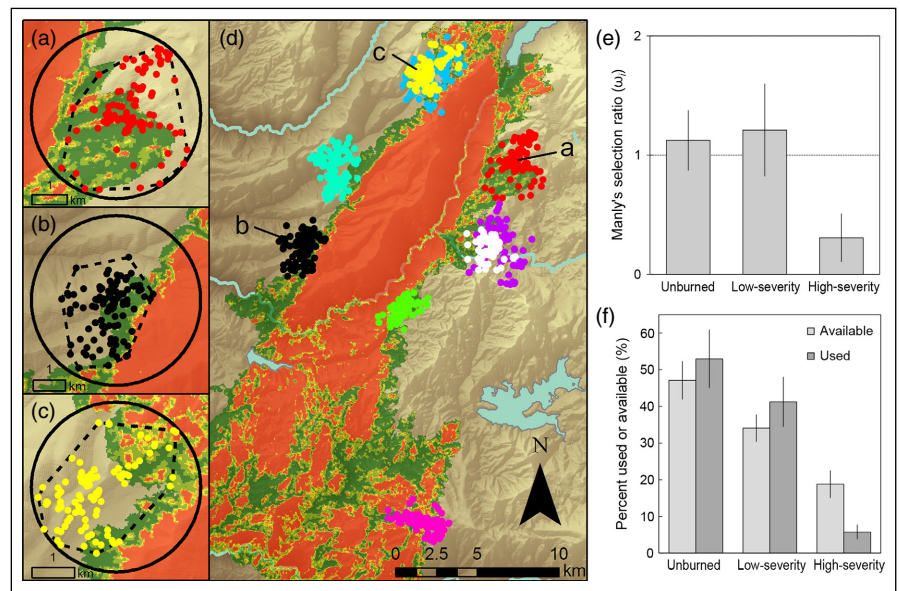 (a)
1
km
(b)
1
km
(c)
1
km
(d)
c
a
b
N
0 2.5 5 10
km
(e)
Manly's selection ratio (ωi)
2
1
0
Unburned Low-severity High-severity
(f)
Percent used or available (%)
Available
Used
60
50
40
30
20
10
0
Unburned Low-severity High-severity